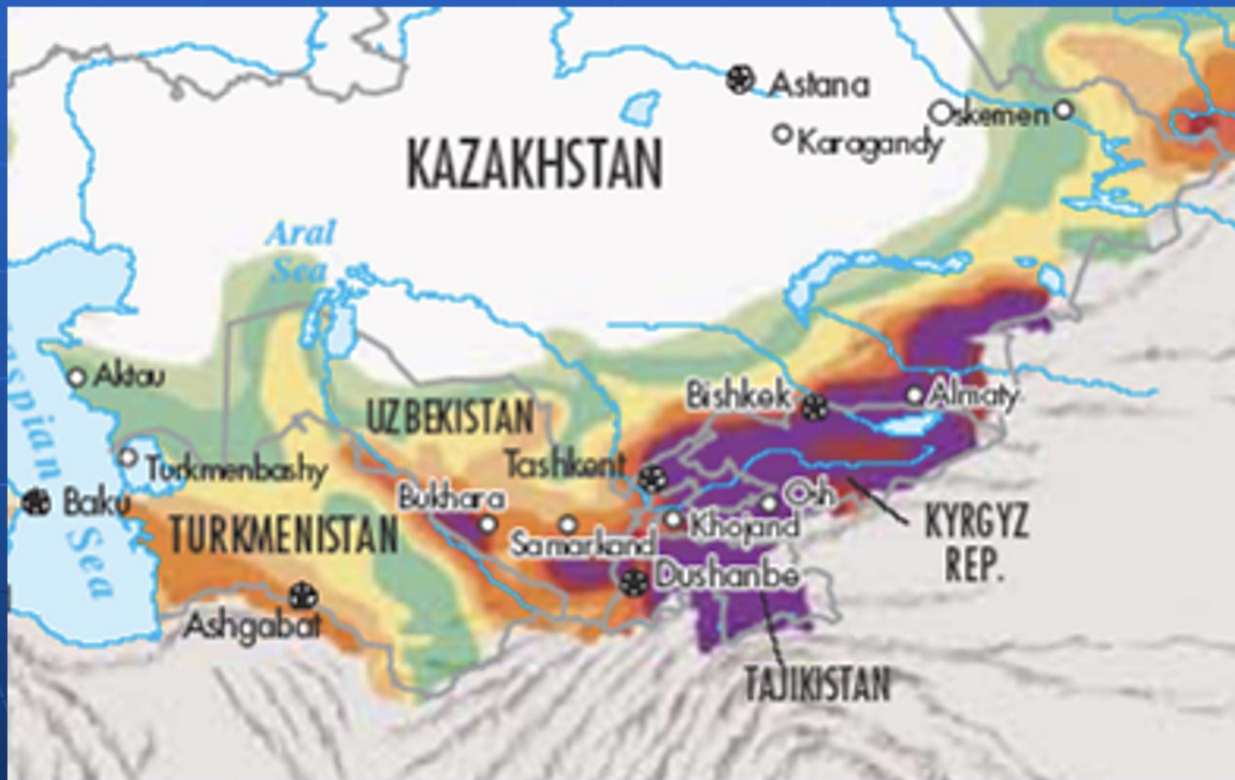 Astana
Oskemen
Karagandy
KAZAKHSTAN
Aral
Sea
Caspian Sea
Aktau
Bishkek
Almaty
UZBEKISTAN
Turkmenbashy
Tashkent
Baku
Bukhara
Osh
TURKMENISTAN
Samarkand
Khojand
KYRGYZ
REP.
Dushanbe
Ashgabat
TAJIKISTAN